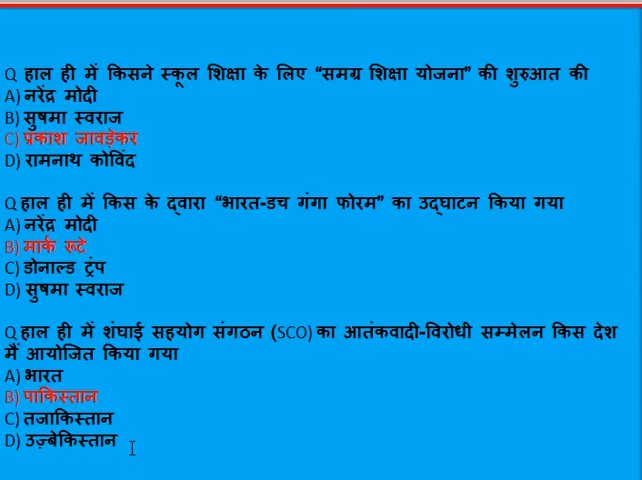 Q हाल ही में किसने स्कूल शिक्षा के लिए “समग्र शिक्षा योजना” की शुरुआत की
A) नरेंद्र मोदी
B) सुषमा स्वराज
C) प्रकाश जावड़ेकर
D) रामनाथ कोविंद
Q हाल ही में किस के द्वारा “भारत-डच गंगा फोरम” का उद्घाटन किया गया
A) नरेंद्र मोदी
B) मार्क रूटे
C) डोनाल्ड ट्रंप
D) सुषमा स्वराज
Q हाल ही में शंघाई सहयोग संगठन (SCO) का आतंकवादी-विरोधी सम्मेलन किस देश
में आयोजित किया गया
A) भारत
B) पाकिस्तान
C) तजाकिस्तान
D) उज़्बेकिस्तान